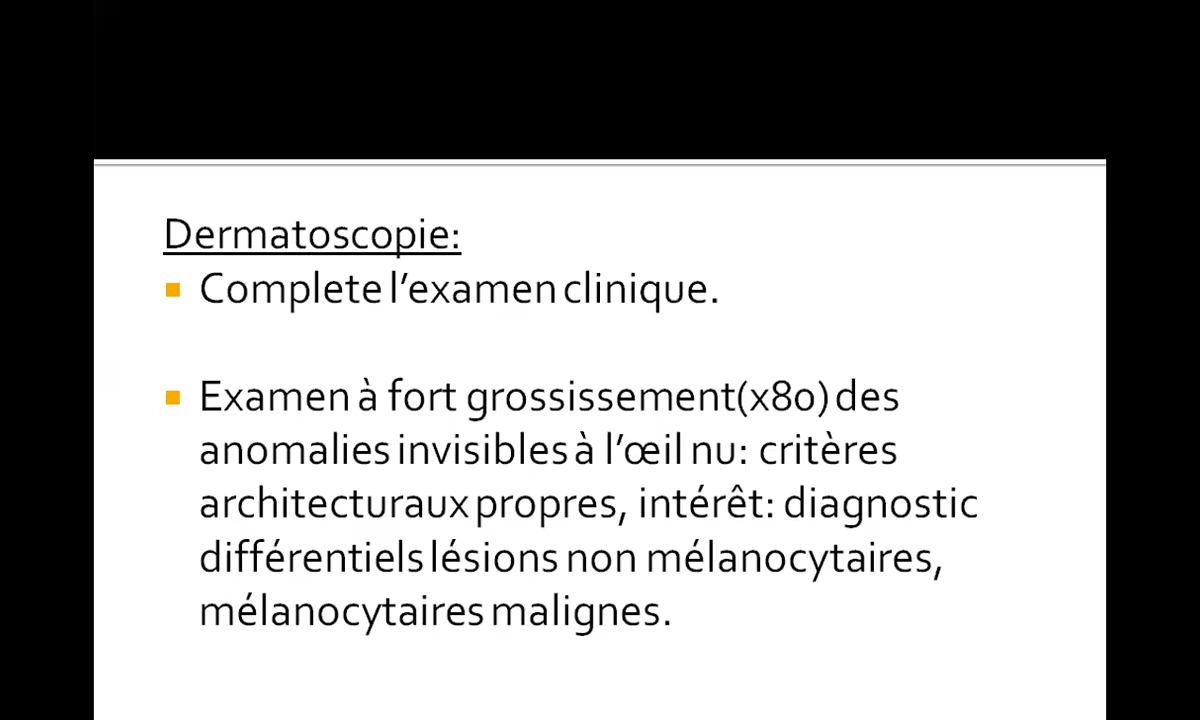 Dermatoscopie:
Complete l'examen clinique.
Examen à fort grossissement(x80) des
anomalies invisibles à l'œil nu: critères
architecturaux propres, intérêt: diagnostic
différentiels lésions non mélanocytaires,
mélanocytaires malignes.